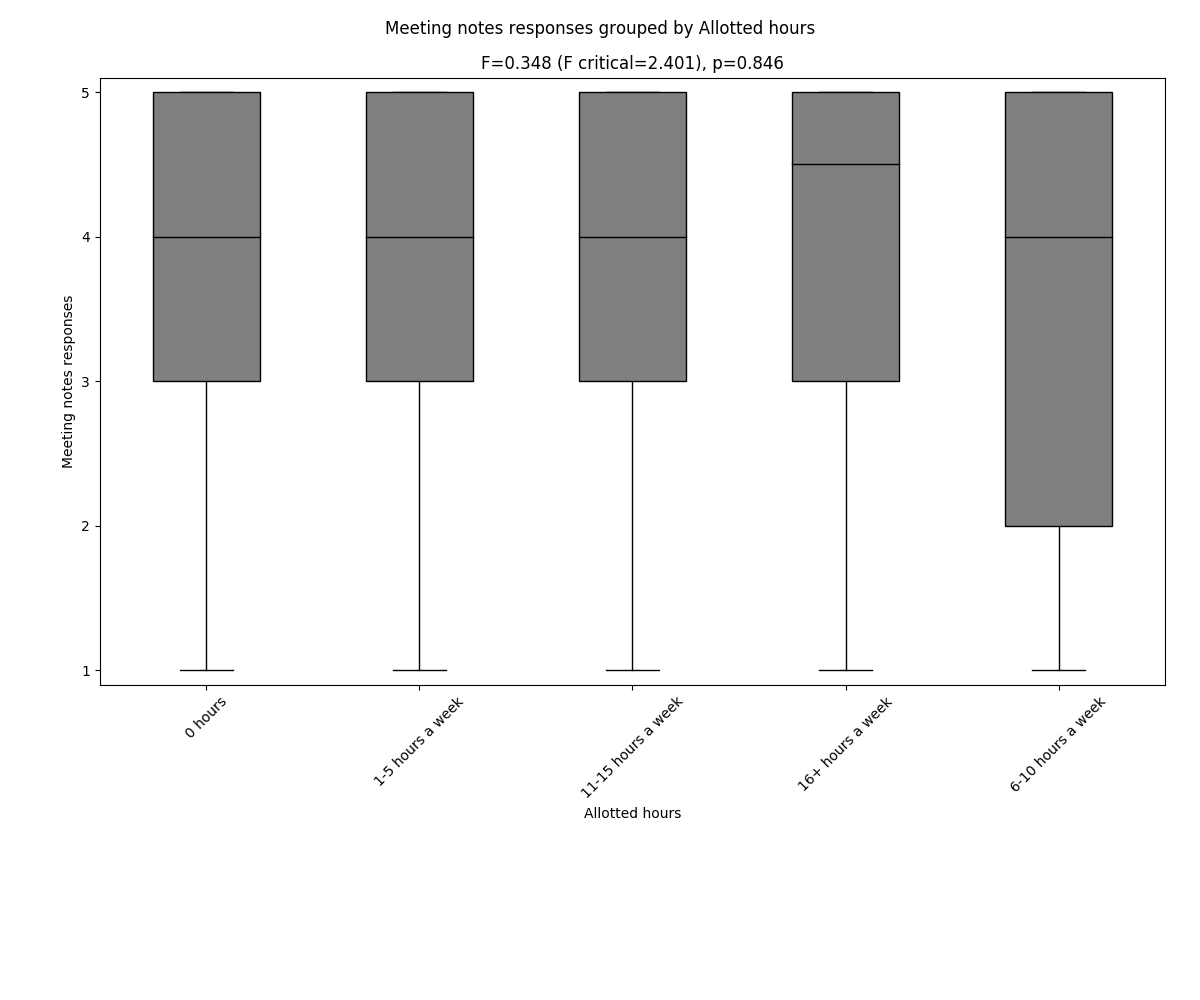 Meeting notes responses grouped by Allotted hours
F=0.348 (F critical=2.401), p=0.846
5
4
3
2
1
Meeting notes responses
0 hours
1-5 hours a week
11-15 hours a week
16+ hours a week
6-10 hours a week
Allotted hours